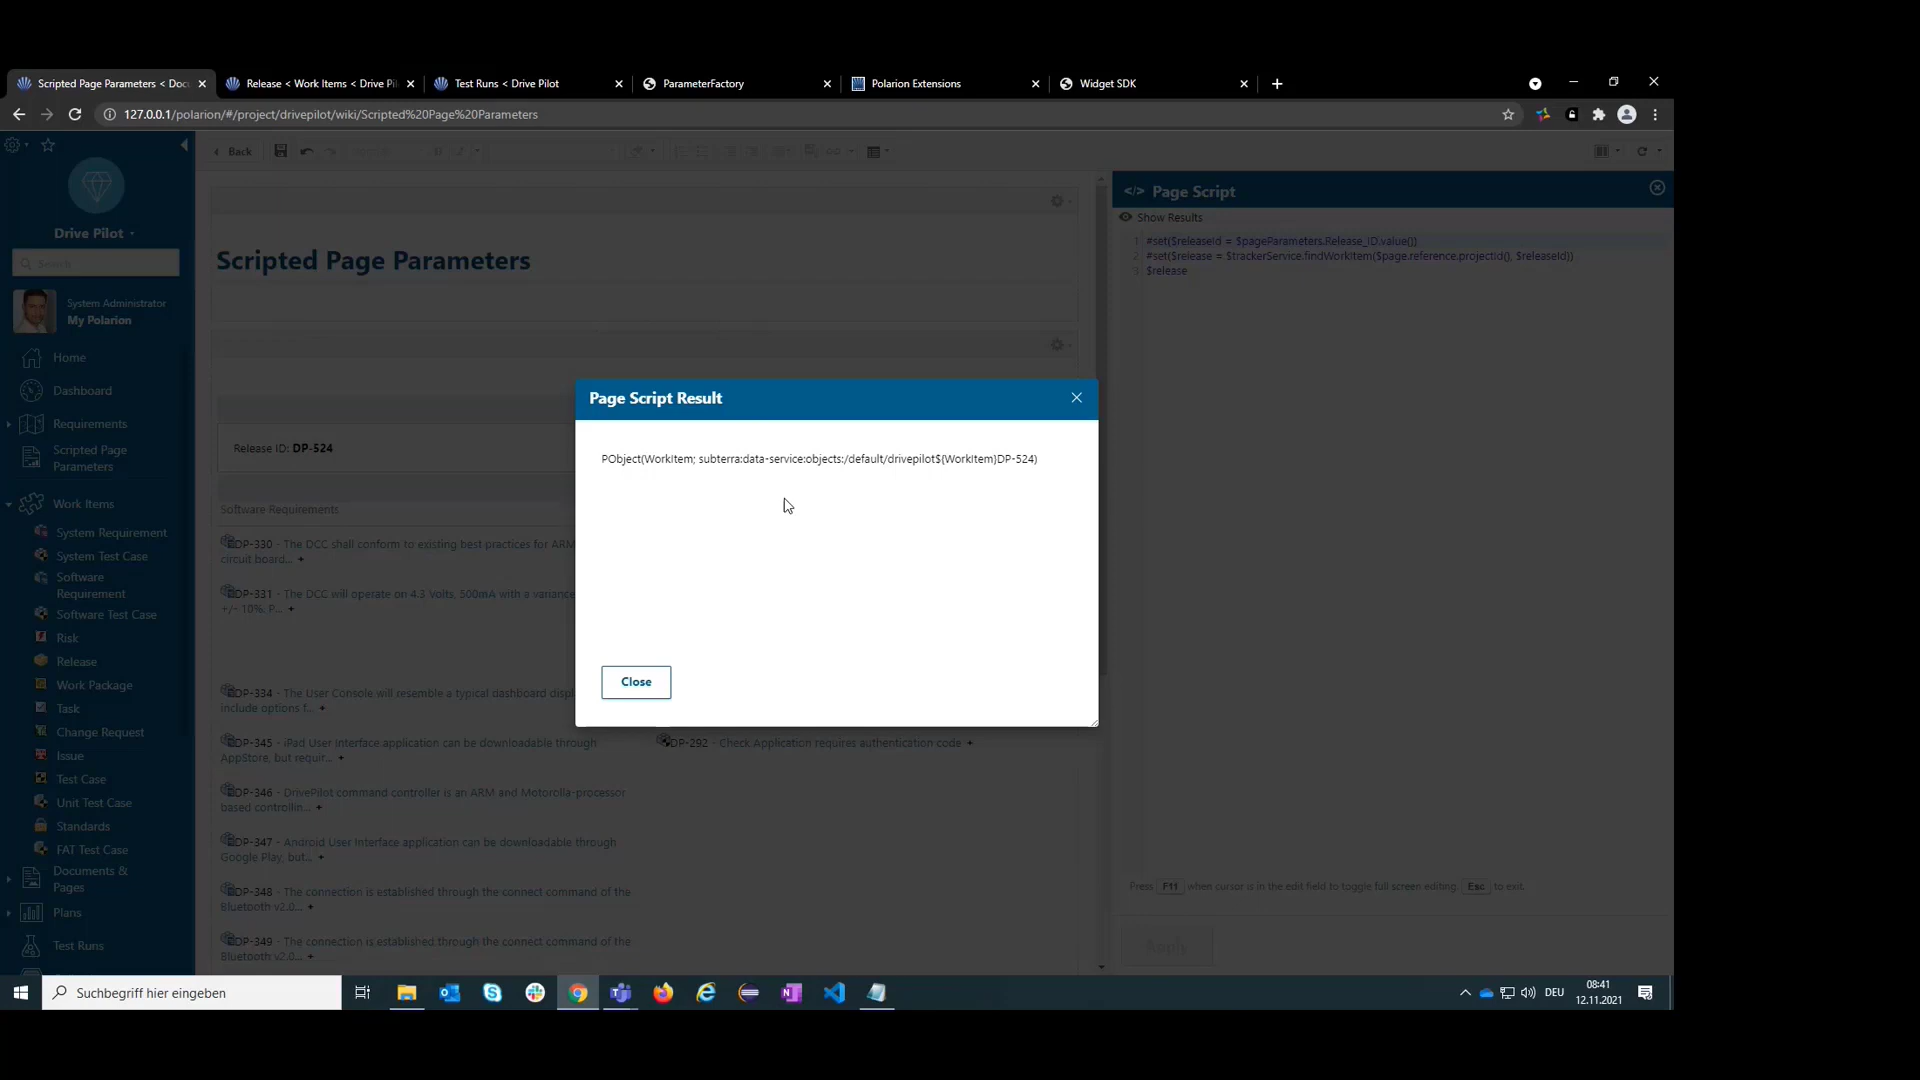 Scripted Page Parameters < Doc
Release < Work Items < Drive Pil
Test Runs < Drive Pilot
ParameterFactory
Polarion Extensions
Widget SDK
127.0.0.1/polarion/#/project/drivepilot/wiki/Scripted%20Page%20Parameters
Back
Drive Pilot
Search
System Administrator
My Polarion
Home
Dashboard
Requirements
Scripted Page
Parameters
Work Items
System Requirement
System Test Case
Software
Requirement
Software Test Case
Risk
Release
Work Package
Task
Change Request
Issue
Test Case
Unit Test Case
Standards
FAT Test Case
Documents &
Pages
Plans
Test Runs
Scripted Page Parameters
Release ID: DP-524
Software Requirements
DP-330 - The DCC shall conform to existing best practices for ARM
circuit board...
DP-331 - The DCC will operate on 4.3 Volts, 500mA with a variance
+/- 10%. P...
DP-334 - The User Console will resemble a typical dashboard displ
include options f...
DP-345 - iPad User Interface application can be downloadable through
AppStore, but requir...
DP-346 - DrivePilot command controller is an ARM and Motorolla-processor
based controllin...
DP-347 - Android User Interface application can be downloadable through
Google Play, but...
DP-348 - The connection is established through the connect command of the
Bluetooth v2.0...
DP-349 - The connection is established through the connect command of the
Bluetooth v2.0...
DP-292 - Check Application requires authentication code
Page Script Result
PObject(WorkItem; subterra:data-service:objects:/default/drivepilot${WorkItem}DP-524)
Close
</> Page Script
Show Results
1 #set($releaseId = $pageParameters.Release_ID.value())
2 #set($release = $trackerService.findWorkItem($page.reference.projectId(), $releaseId))
3 $release
Press F11 when cursor is in the edit field to toggle full screen editing. Esc to exit.
Apply
Suchbegriff hier eingeben
DEU
08:41
12.11.2021